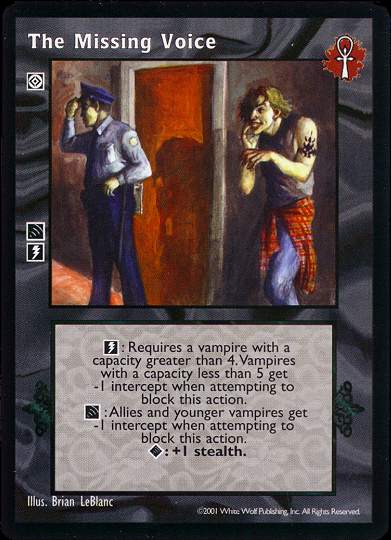 The Missing Voice
: Requires a vampire with a
capacity greater than 4. Vampires
with a capacity less than 5 get
-1 intercept when attempting to
block this action.
: Allies and younger vampires get
-1 intercept when attempting to
block this action.
: +1 stealth.
Illus. Brian LeBlanc
©2001 White Wolf Publishing, Inc. All Rights Reserved.